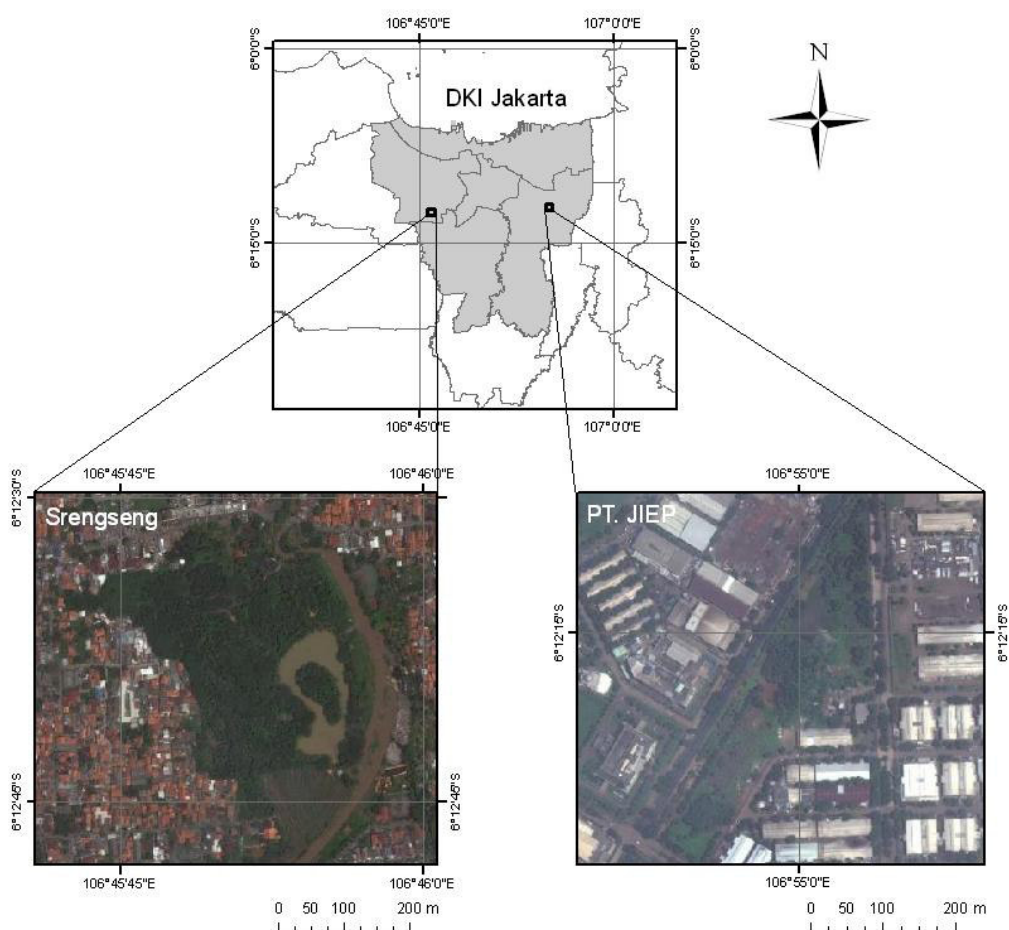 106°45'0"E 107°0'0"E
6°0'0"S 6°0'0"S
N
DKI Jakarta
6°15'0"S 6°15'0"S
106°45'0"E 107°0'0"E
106°45'45"E 106°46'0"E 106°55'0"E
6°12'30"S
Srengseng PT. JIEP
6°12'15"S 6°12'15"S
6°12'45"S 6°12'45"S
106°45'45"E 106°46'0"E 106°55'0"E
0 50 100 200 m 0 50 100 200 m